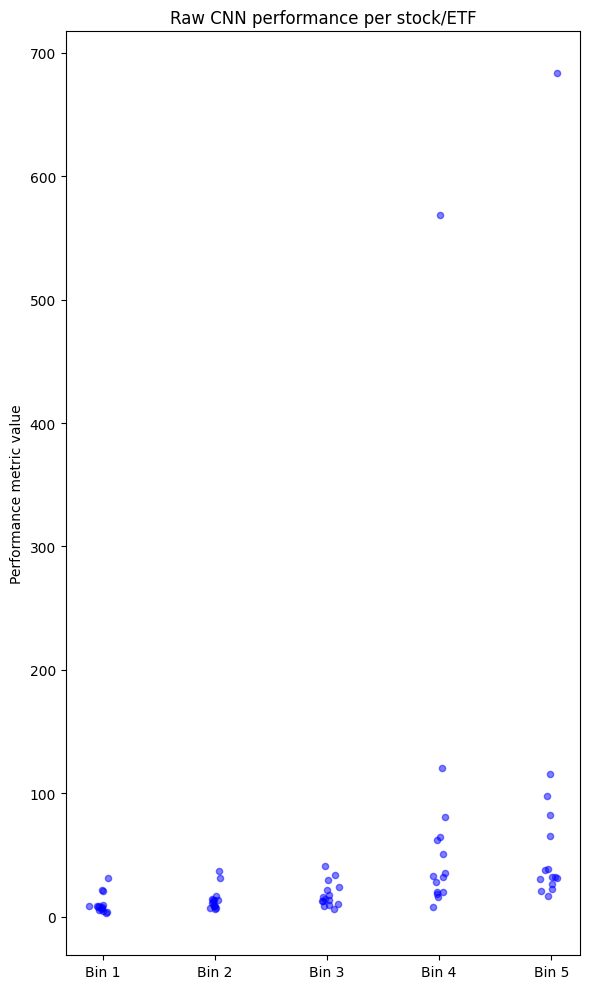 Raw CNN performance per stock/ETF
Performance metric value
700
600
500
400
300
200
100
0
Bin 1 Bin 2 Bin 3 Bin 4 Bin 5